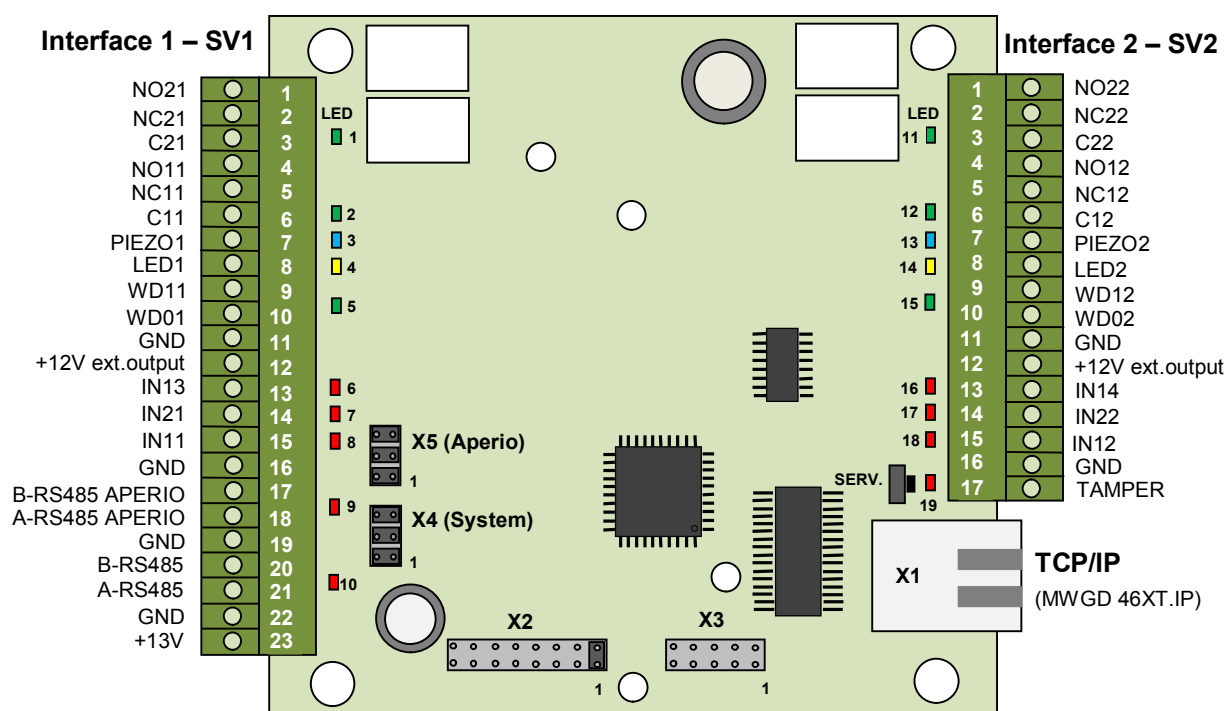 Interface 1 – SV1
NO21 1
NC21 2
C21 3
NO11 4
NC11 5
C11 6
PIEZO1 7
LED1 8
WD11 9
WD01 10
GND 11
+12V ext.output 12
IN13 13
IN21 14
IN11 15
GND 16
B-RS485 APERIO 17
A-RS485 APERIO 18
GND 19
B-RS485 20
A-RS485 21
GND 22
+13V 23
LED
1
2
3
4
5
6
7
8
9
10
X5 (Aperio)
1
X4 (System)
1
X2
1
X3
1
LED
11
12
13
14
15
16
17
18
SERV.
19
Interface 2 – SV2
1 NO22
2 NC22
3 C22
4 NO12
5 NC12
6 C12
7 PIEZO2
8 LED2
9 WD12
10 WD02
11 GND
12 +12V ext.output
13 IN14
14 IN22
15 IN12
16 GND
17 TAMPER
X1
TCP/IP
(MWGD 46XT.IP)